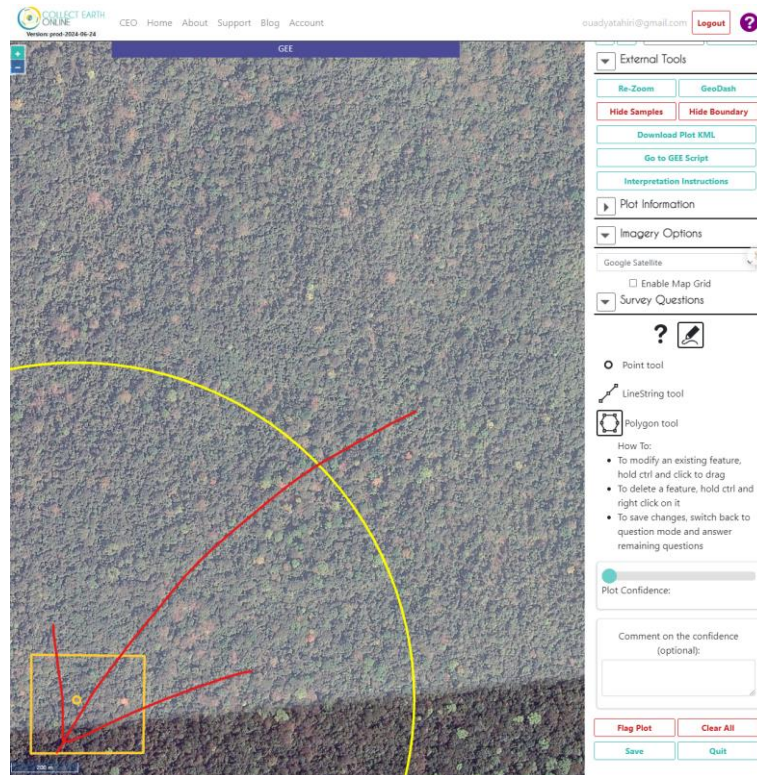 COLLECT EARTH
ONLINE
Version: prod-2024-06-24
CEO Home About Support Blog Account
ouadyatahiri@gmail.com Logout ?
GEE
+
−
External Tools
Re-Zoom GeoDash
Hide Samples Hide Boundary
Download Plot KML
Go to GEE Script
Interpretation Instructions
Plot Information
Imagery Options
Google Satellite
Enable Map Grid
Survey Questions
?
Point tool
LineString tool
Polygon tool
How To:
• To modify an existing feature,
hold ctrl and click to drag
• To delete a feature, hold ctrl and
right click on it
• To save changes, switch back to
question mode and answer
remaining questions
Plot Confidence:
Comment on the confidence
(optional):
Flag Plot Clear All
Save Quit
200 m